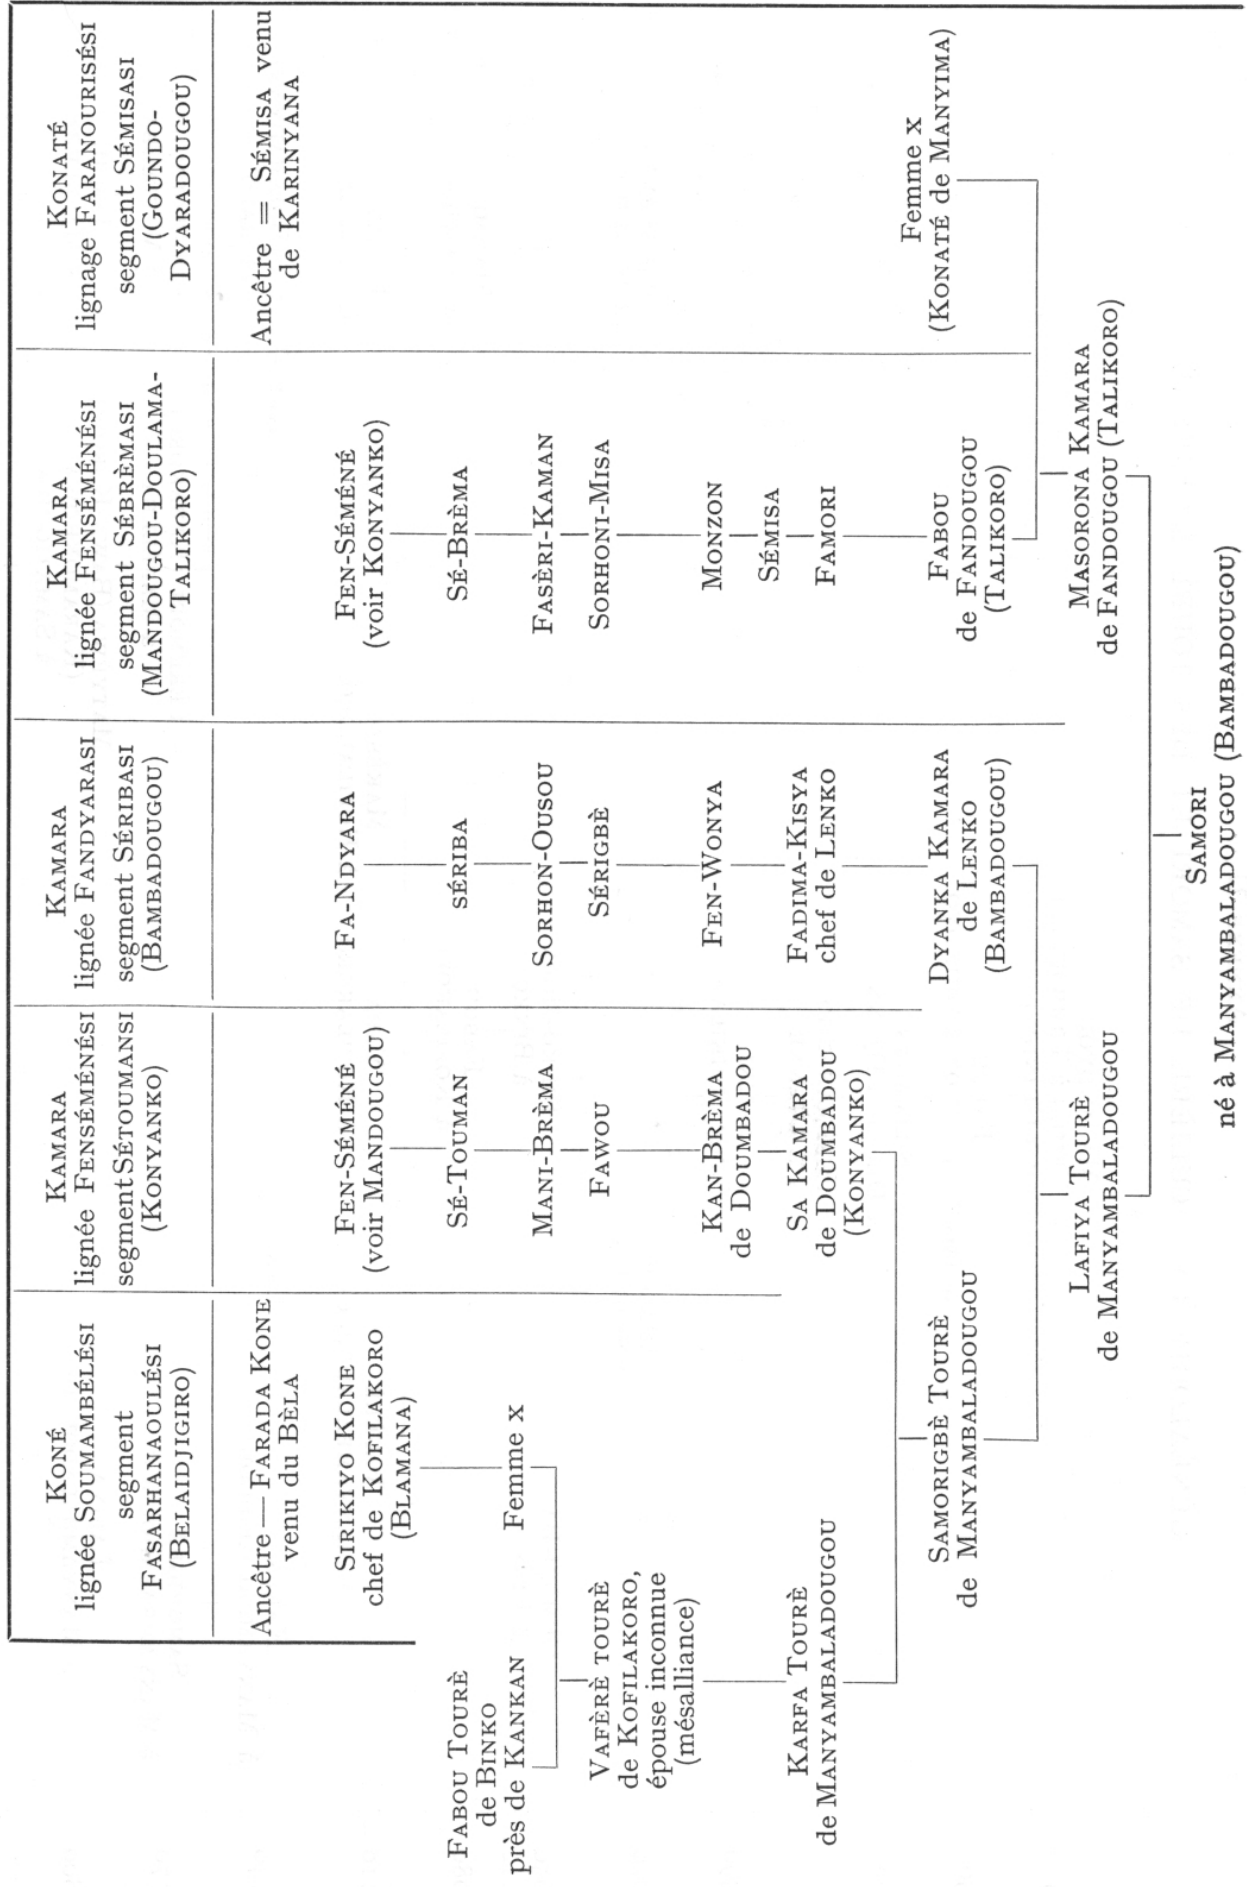 KONÉ
lignée SOUMAMBÉLÉSI
segment
FASARHANAOULÉSI
(BELAIDJIGIRO)
KAMARA
lignée FENSÉMÉNÉSI
segment SÉTOUMANSI
(KONYANKO)
KAMARA
lignée FANDYARASI
segment SÉRIBASI
(BAMBADOUGOU)
KAMARA
lignée FENSÉMÉNÉSI
segment SÉBRÈMASI
(MANDOUGOU-DOULAMA-
TALIKORO)
KONATÉ
lignage FARANOURISÉSI
segment SÉMISASI
(GOUNDO-
DYARADOUGOU)
Ancêtre — FARADA KONE
venu du BÈLA
SIRIKIYO KONE
chef de KOFILAKORO
(BLAMANA)
Femme x
FABOU TOURÈ
de BINKO
près de KANKAN
VAFÈRÈ TOURÈ
de KOFILAKORO,
épouse inconnue
(mésalliance)
KARFA TOURÈ
de MANYAMBALADOUGOU
FEN-SÉMÉNÉ
(voir MANDOUGOU)
SÉ-TOUMAN
MANI-BRÈMA
FAWOU
KAN-BRÈMA
de DOUMBADOU
SA KAMARA
de DOUMBADOU
(KONYANKO)
SAMORIGBÈ TOURÈ
de MANYAMBALADOUGOU
FA-NDYARA
SÉRIBA
SORHON-OUSOU
SÉRIGBÈ
FEN-WONYA
FADIMA-KISYA
chef de LENKO
DYANKA KAMARA
de LENKO
(BAMBADOUGOU)
LAFIYA TOURÈ
de MANYAMBALADOUGOU
FEN-SÉMÉNÉ
(voir KONYANKO)
SÉ-BRÈMA
FASÈRI-KAMAN
SORHONI-MISA
MONZON
SÉMISA
FAMORI
FABOU
de FANDOUGOU
(TALIKORO)
Ancêtre = SÉMISA venu
de KARINYANA
Femme x
(KONATÉ de MANYIMA)
MASORONA KAMARA
de FANDOUGOU (TALIKORO)
SAMORI
né à MANYAMBALADOUGOU (BAMBADOUGOU)